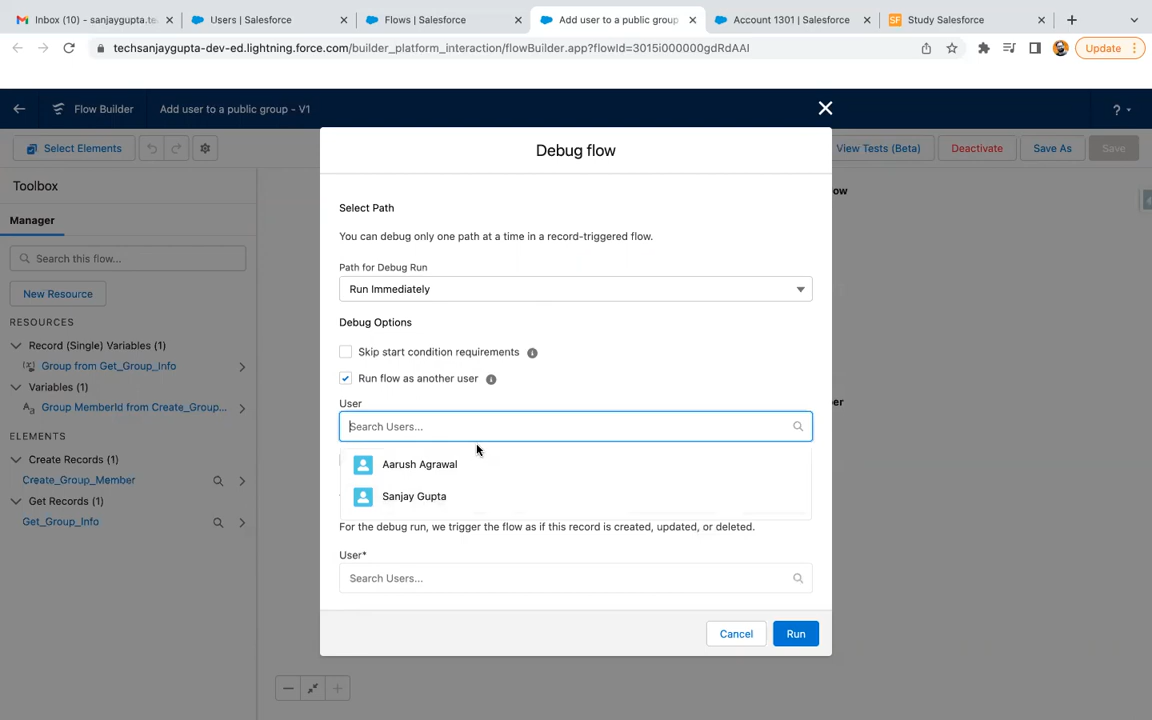 Inbox (10) – sanjaygupta.te
Users | Salesforce
Flows | Salesforce
Add user to a public group
Account 1301 | Salesforce
SF Study Salesforce
techsanjaygupta-dev-ed.lightning.force.com/builder_platform_interaction/flowBuilder.app?flowId=3015i000000gdRdAAI
Update
Flow Builder
Add user to a public group - V1
?
Select Elements
View Tests (Beta)
Deactivate
Save As
Save
Toolbox
Manager
Search this flow...
New Resource
RESOURCES
Record (Single) Variables (1)
Group from Get_Group_Info
Variables (1)
Group MemberId from Create_Group...
ELEMENTS
Create Records (1)
Create_Group_Member
Get Records (1)
Get_Group_Info
Debug flow
Select Path
You can debug only one path at a time in a record-triggered flow.
Path for Debug Run
Run Immediately
Debug Options
Skip start condition requirements
Run flow as another user
User
Search Users...
Aarush Agrawal
Sanjay Gupta
For the debug run, we trigger the flow as if this record is created, updated, or deleted.
User*
Search Users...
Cancel
Run
ow
er